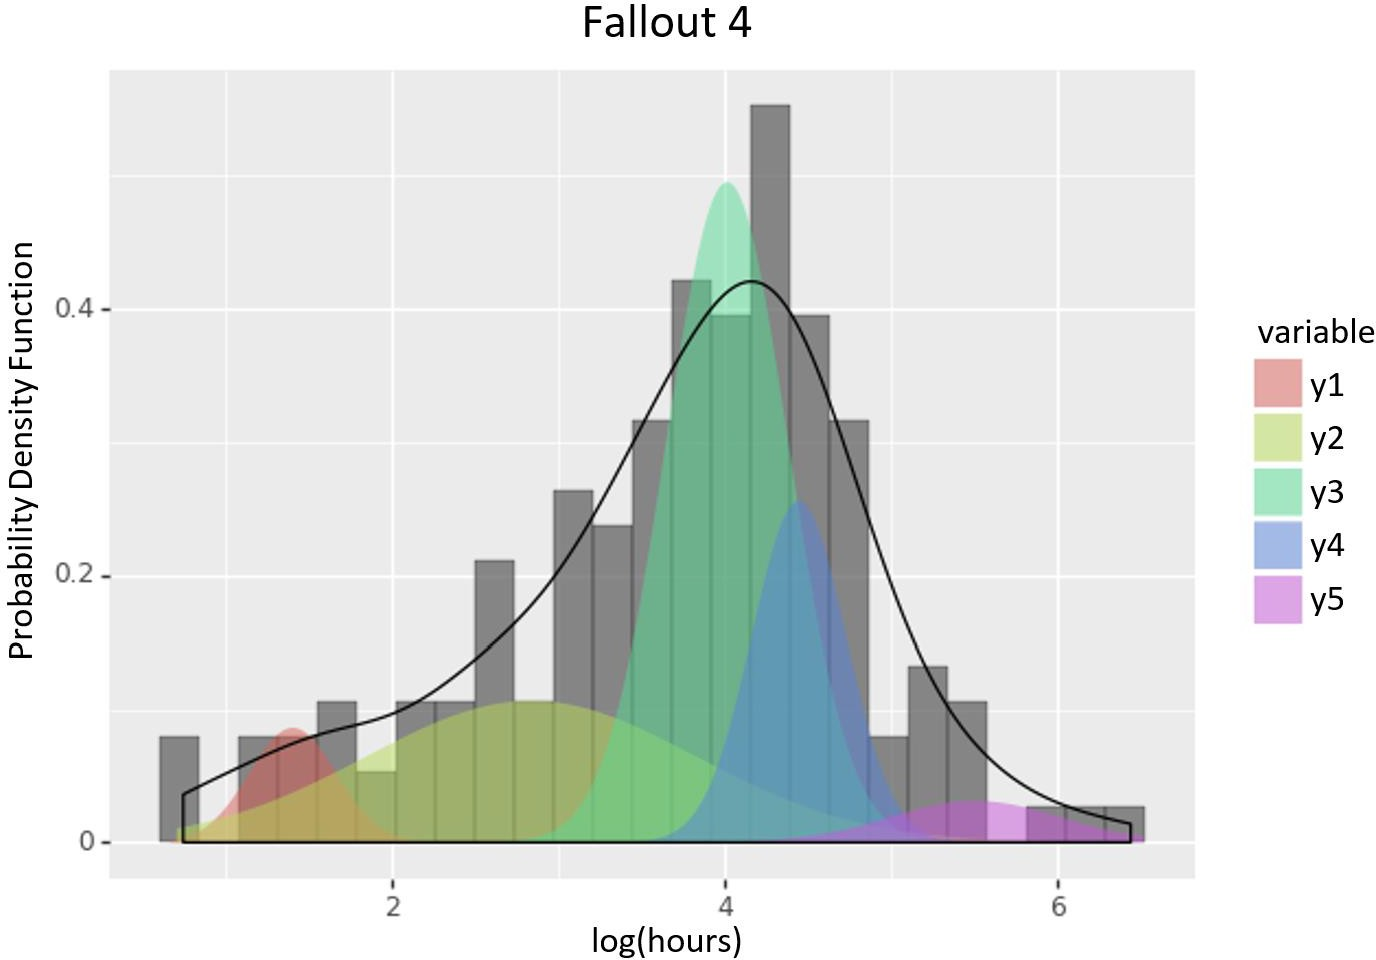 Fallout 4
Probability Density Function
0.4
0.2
0
2
4
6
log(hours)
variable
y1
y2
y3
y4
y5